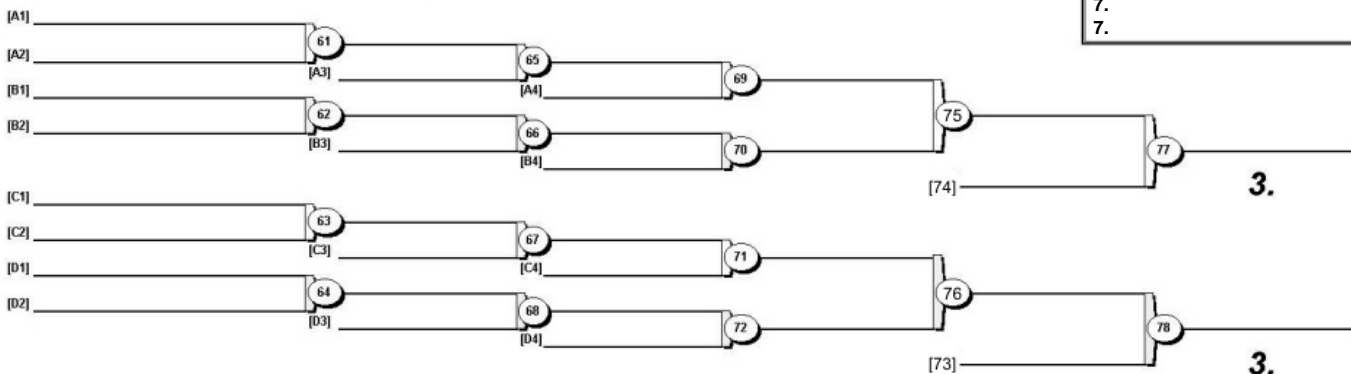 7.
7.
[A1]
61
[A2]
[A3]
65
[A4]
69
[B1]
62
[B2]
[B3]
66
[B4]
70
75
77
[74]
3.
[C1]
63
[C2]
[C3]
67
[C4]
71
[D1]
64
[D2]
[D3]
68
[D4]
72
76
78
[73]
3.